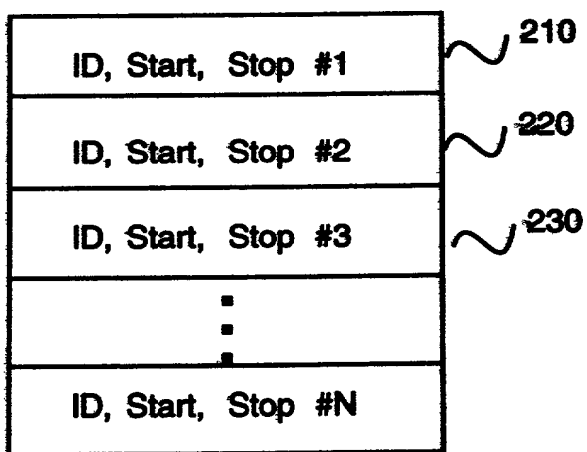 ID, Start, Stop #1
210
ID, Start, Stop #2
220
ID, Start, Stop #3
230
ID, Start, Stop #N